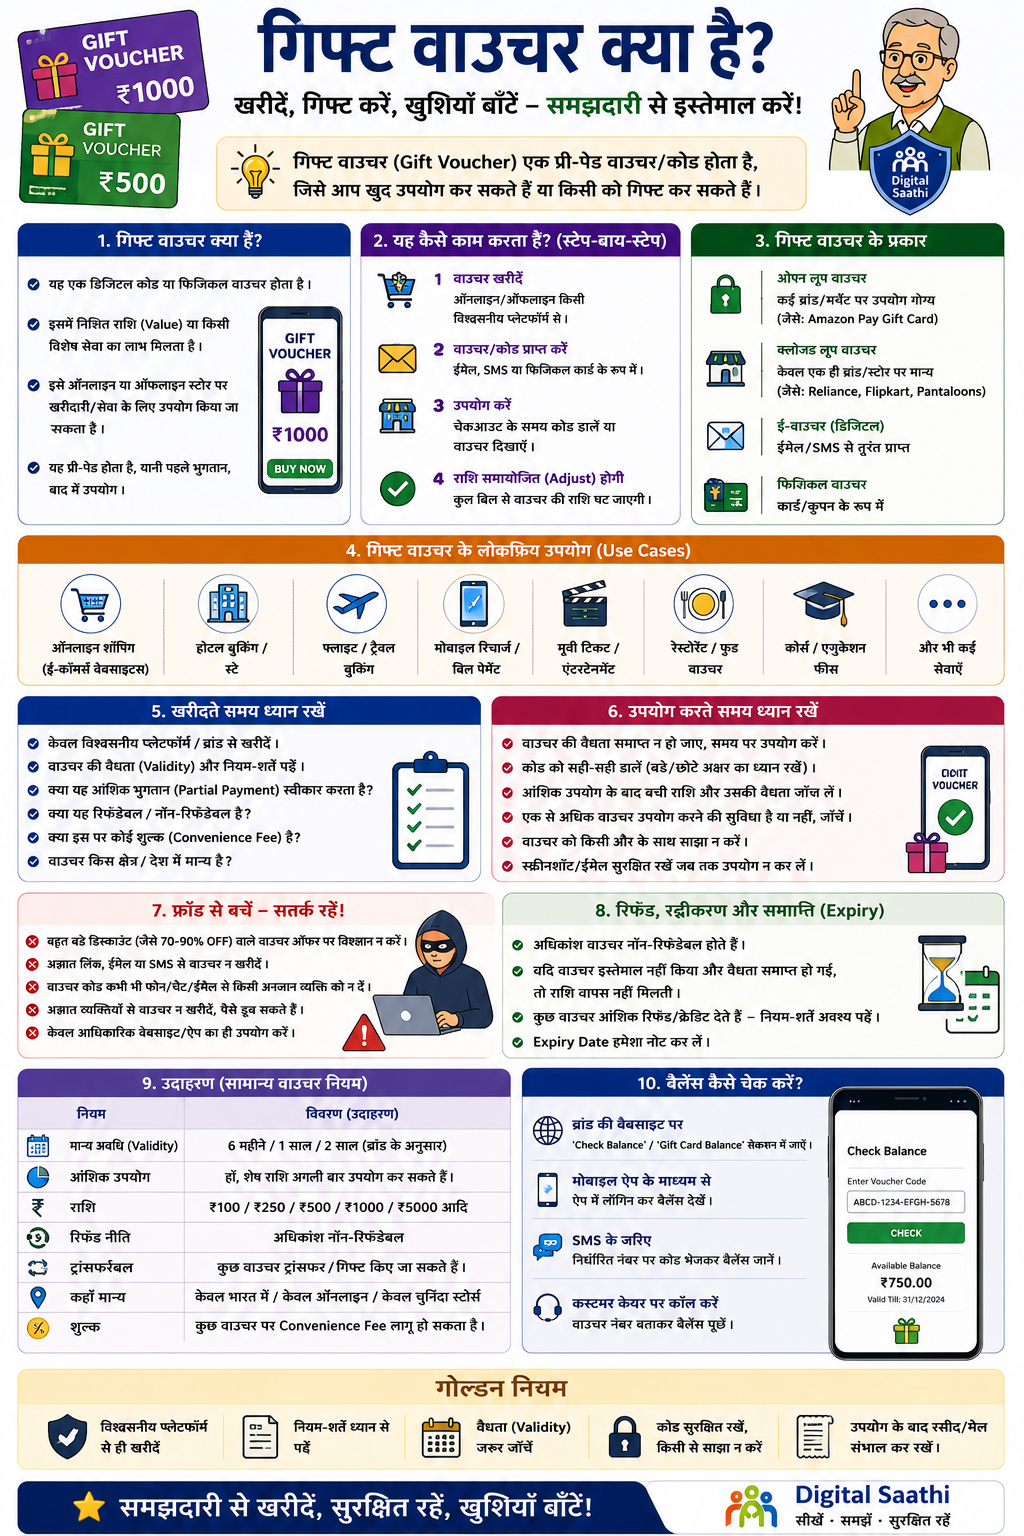 GIFT
VOUCHER
₹1000
GIFT
VOUCHER
₹500
गिफ्ट वाउचर क्या है?
खरीदें, गिफ्ट करें, खुशियाँ बाँटें – समझदारी से इस्तेमाल करें!
गिफ्ट वाउचर (Gift Voucher) एक प्री-पेड वाउचर/कोड होता है,
जिसे आप खुद उपयोग कर सकते हैं या किसी को गिफ्ट कर सकते हैं।
Digital
Saathi
1. गिफ्ट वाउचर क्या हैं?
यह एक डिजिटल कोड या फिजिकल वाउचर होता है।
इसमें निश्चित राशि (Value) या किसी
विशेष सेवा का लाभ मिलता है।
इसे ऑनलाइन या ऑफलाइन स्टोर पर
खरीदारी/सेवा के लिए उपयोग किया जा
सकता है।
यह प्री-पेड होता है, यानी पहले भुगतान,
बाद में उपयोग।
GIFT
VOUCHER
₹1000
BUY NOW
2. यह कैसे काम करता हैं? (स्टेप-बाय-स्टेप)
1 वाउचर खरीदें
ऑनलाइन/ऑफलाइन किसी
विश्वसनीय प्लेटफॉर्म से।
2 वाउचर/कोड प्राप्त करें
ईमेल, SMS या फिजिकल कार्ड के रूप में।
3 उपयोग करें
चेकआउट के समय कोड डालें या
वाउचर दिखाएँ।
4 राशि समायोजित (Adjust) होगी
कुल बिल से वाउचर की राशि घट जाएगी।
3. गिफ्ट वाउचर के प्रकार
ओपन लूप वाउचर
कई ब्रांड/मर्चेंट पर उपयोग योग्य
(जैसे: Amazon Pay Gift Card)
क्लोजड लूप वाउचर
केवल एक ही ब्रांड/स्टोर पर मान्य
(जैसे: Reliance, Flipkart, Pantaloons)
ई-वाउचर (डिजिटल)
ईमेल/SMS से तुरंत प्राप्त
फिजिकल वाउचर
कार्ड/कुपन के रूप में
4. गिफ्ट वाउचर के लोकप्रिय उपयोग (Use Cases)
ऑनलाइन शॉपिंग
(ई-कॉमर्स वेबसाइटस)
होटल बुकिंग /
स्टे
फ्लाइट / ट्रैवल
बुकिंग
मोबाइल रिचार्ज /
बिल पेमेंट
मूवी टिकट /
एंटरटेनमेंट
रेस्टोरेंट / फुड
वाउचर
कोर्स / एजुकेशन
फीस
और भी कई
सेवाएँ
5. खरीदते समय ध्यान रखें
केवल विश्वसनीय प्लेटफॉर्म / ब्रांड से खरीदें।
वाउचर की वैधता (Validity) और नियम-शर्ते पढ़ें।
क्या यह आंशिक भुगतान (Partial Payment) स्वीकार करता है?
क्या यह रिफंडेबल / नॉन-रिफंडेबल है?
क्या इस पर कोई शुल्क (Convenience Fee) है?
वाउचर किस क्षेत्र / देश में मान्य है?
6. उपयोग करते समय ध्यान रखें
वाउचर की वैधता समाप्त न हो जाए, समय पर उपयोग करें।
कोड को सही-सही डालें (बडे/छोटे अक्षर का ध्यान रखें)।
आंशिक उपयोग के बाद बची राशि और उसकी वैधता जाँच लें।
एक से अधिक वाउचर उपयोग करने की सुविधा है या नहीं, जाँचें।
वाउचर को किसी और के साथ साझा न करें।
स्क्रीनशॉट/ईमेल सुरक्षित रखें जब तक उपयोग न कर लें।
VOUCHER
7. फ्रॉड से बचें – सतर्क रहें!
बहुत बडे डिस्काउंट (जैसे 70-90% OFF) वाले वाउचर ऑफर पर विश्वास न करें।
अज्ञात लिंक, ईमेल या SMS से वाउचर न खरीदें।
वाउचर कोड कभी भी फोन/चैट/ईमेल से किसी अनजान व्यक्ति को न दें।
अज्ञात व्यक्तियों से वाउचर न खरीदें, पैसे डूब सकते हैं।
केवल आधिकारिक वेबसाइट/ऐप का ही उपयोग करें।
8. रिफंड, रद्दीकरण और समाप्ति (Expiry)
अधिकांश वाउचर नॉन-रिफंडेबल होते हैं।
यदि वाउचर इस्तेमाल नहीं किया और वैधता समाप्त हो गई,
तो राशि वापस नहीं मिलती।
कुछ वाउचर आंशिक रिफंड/क्रेडिट देते हैं – नियम-शर्ते अवश्य पढ़ें।
Expiry Date हमेशा नोट कर लें।
9. उदाहरण (सामान्य वाउचर नियम)
नियम विवरण (उदाहरण)
मान्य अवधि (Validity) 6 महीने / 1 साल / 2 साल (ब्रांड के अनुसार)
आंशिक उपयोग हाँ, शेष राशि अगली बार उपयोग कर सकते हैं।
राशि ₹100 / ₹250 / ₹500 / ₹1000 / ₹5000 आदि
रिफंड नीति अधिकांश नॉन-रिफंडेबल
ट्रांसफरेबल कुछ वाउचर ट्रांसफर/गिफ्ट किए जा सकते हैं।
कहाँ मान्य केवल भारत में / केवल ऑनलाइन / केवल चुनिंदा स्टोर्स
शुल्क कुछ वाउचर पर Convenience Fee लागू हो सकता है।
10. बैलेंस कैसे चेक करें?
ब्रांड की बैबसाइट पर
'Check Balance' / 'Gift Card Balance' सेक्शन में जाएँ।
मोबाइल ऐप के माध्यम से
ऐप में लॉगिन कर बैलेंस देखें।
SMS के जरिए
निर्धारित नंबर पर कोड भेजकर बैलेंस जानें।
कस्टमर केयर पर कॉल करें
वाउचर नंबर बताकर बैलेंस पूछें।
Check Balance
Enter Voucher Code
ABCD-1234-EFGH-5678
CHECK
Available Balance
₹750.00
Valid Till: 31/12/2024
गोल्डन नियम
विश्वसनीय प्लेटफॉर्म
से ही खरीदें
नियम-शर्ते ध्यान से
पढ़ें
वैधता (Validity)
जरूर जाँचें
कोड सुरक्षित रखें,
किसी से साझा न करें
उपयोग के बाद रसीद/मेल
संभाल कर रखें।
समझदारी से खरीदें, सुरक्षित रहें, खुशियाँ बाँटें!
Digital Saathi
सीखें · समझें · सुरक्षित रहें